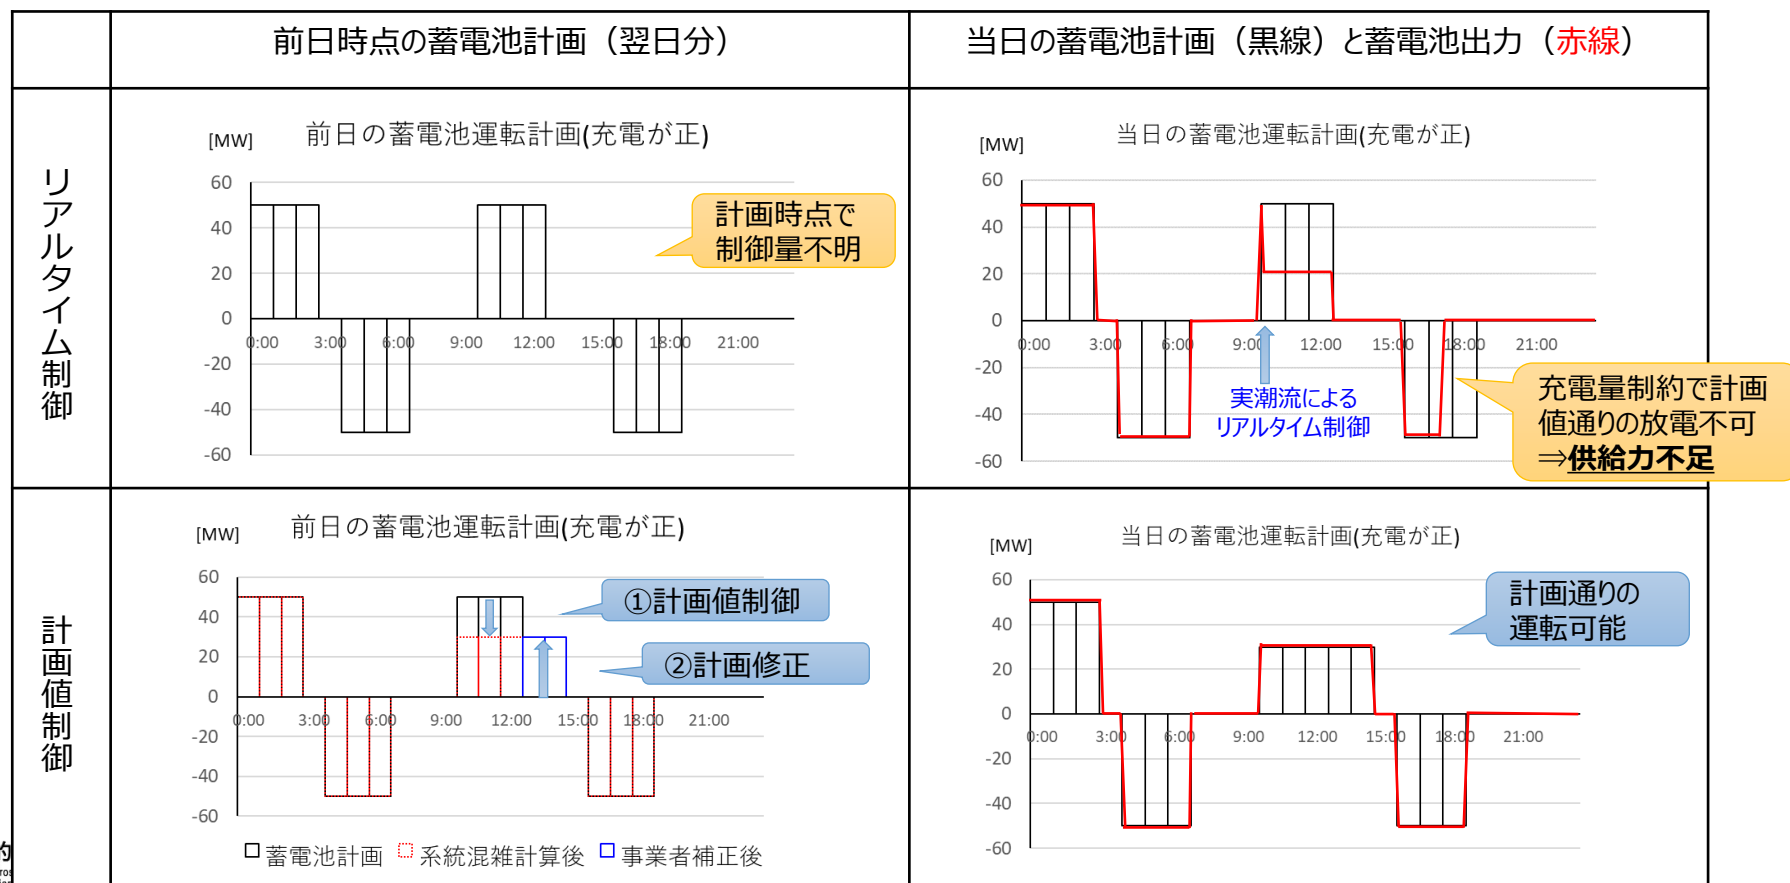 前日時点の蓄電池計画（翌日分）
当日の蓄電池計画（黒線）と蓄電池出力（赤線）
リアルタイム制御
[MW]
前日の蓄電池運転計画(充電が正)
60
40
20
0
-20
-40
-60
0:00 3:00 6:00 9:00 12:00 15:00 18:00 21:00
計画時点で
制御量不明
[MW]
当日の蓄電池運転計画(充電が正)
60
40
20
0
-20
-40
-60
0:00 3:00 6:00 9:00 12:00 15:00 18:00 21:00
実潮流による
リアルタイム制御
充電量制約で計画
値通りの放電不可
⇒供給力不足
計画値制御
[MW]
前日の蓄電池運転計画(充電が正)
60
40
20
0
-20
-40
-60
0:00 3:00 6:00 9:00 12:00 15:00 18:00 21:00
①計画値制御
②計画修正
蓄電池計画 系統混雑計算後 事業者補正後
[MW]
当日の蓄電池運転計画(充電が正)
60
40
20
0
-20
-40
-60
0:00 3:00 6:00 9:00 12:00 15:00 18:00 21:00
計画通りの
運転可能